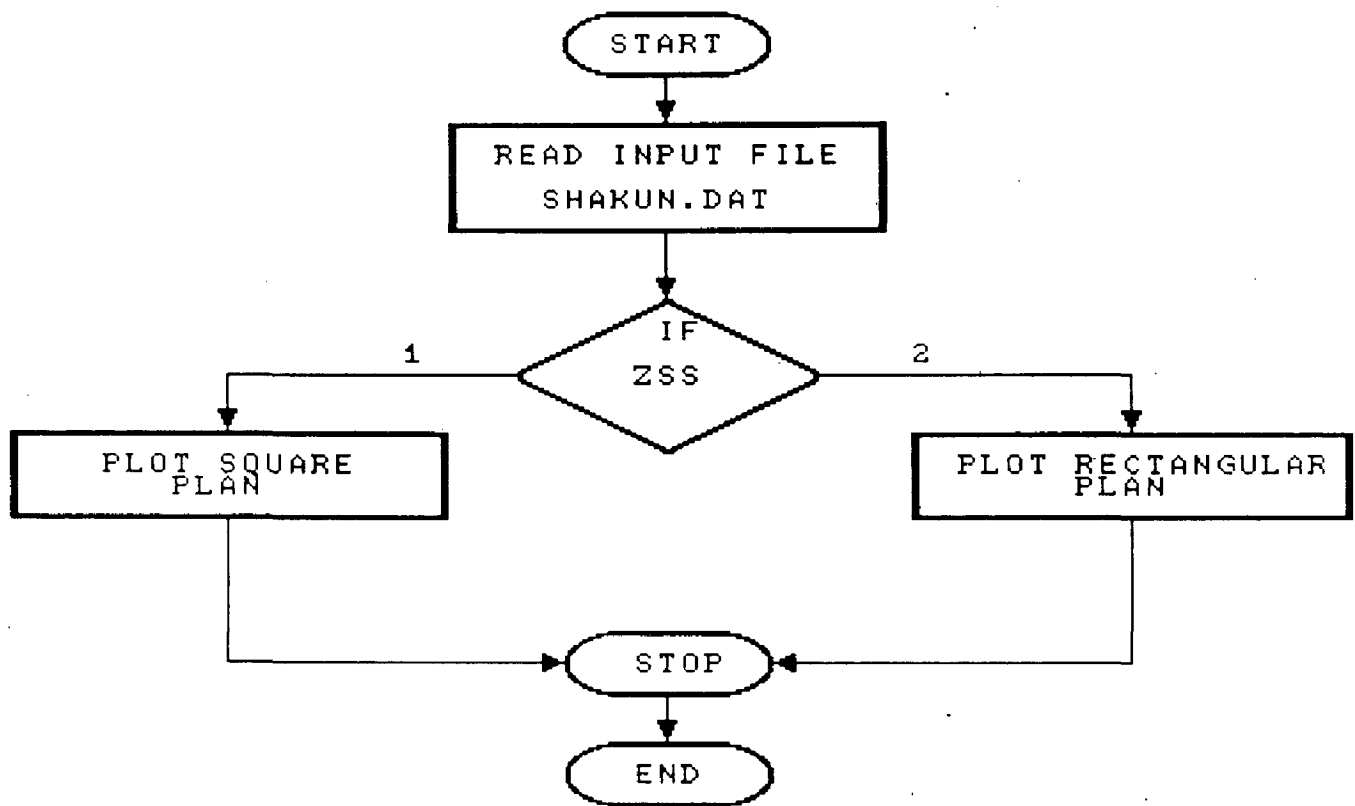 START
READ INPUT FILE
SHAKUN.DAT
IF
ZSS
1
2
PLOT SQUARE
PLAN
PLOT RECTANGULAR
PLAN
STOP
END